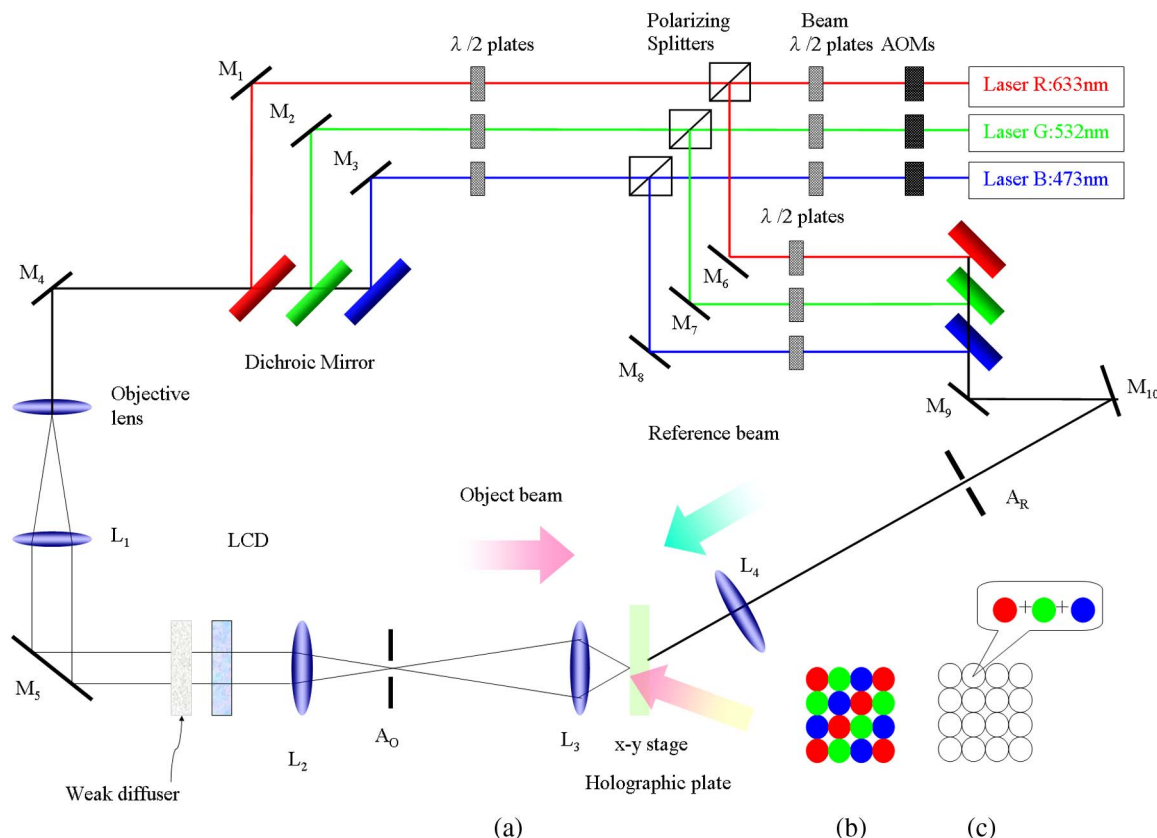 Polarizing
Splitters
Beam
λ /2 plates
λ /2 plates
AOMs
M1
Laser R:633nm
M2
Laser G:532nm
M3
Laser B:473nm
λ /2 plates
M4
M6
M7
M8
Dichroic Mirror
M9
M10
Objective
lens
Reference beam
Object beam
AR
L1
LCD
L4
+
+
M5
AO
L2
L3
x-y stage
Weak diffuser
Holographic plate
(a)
(b)
(c)